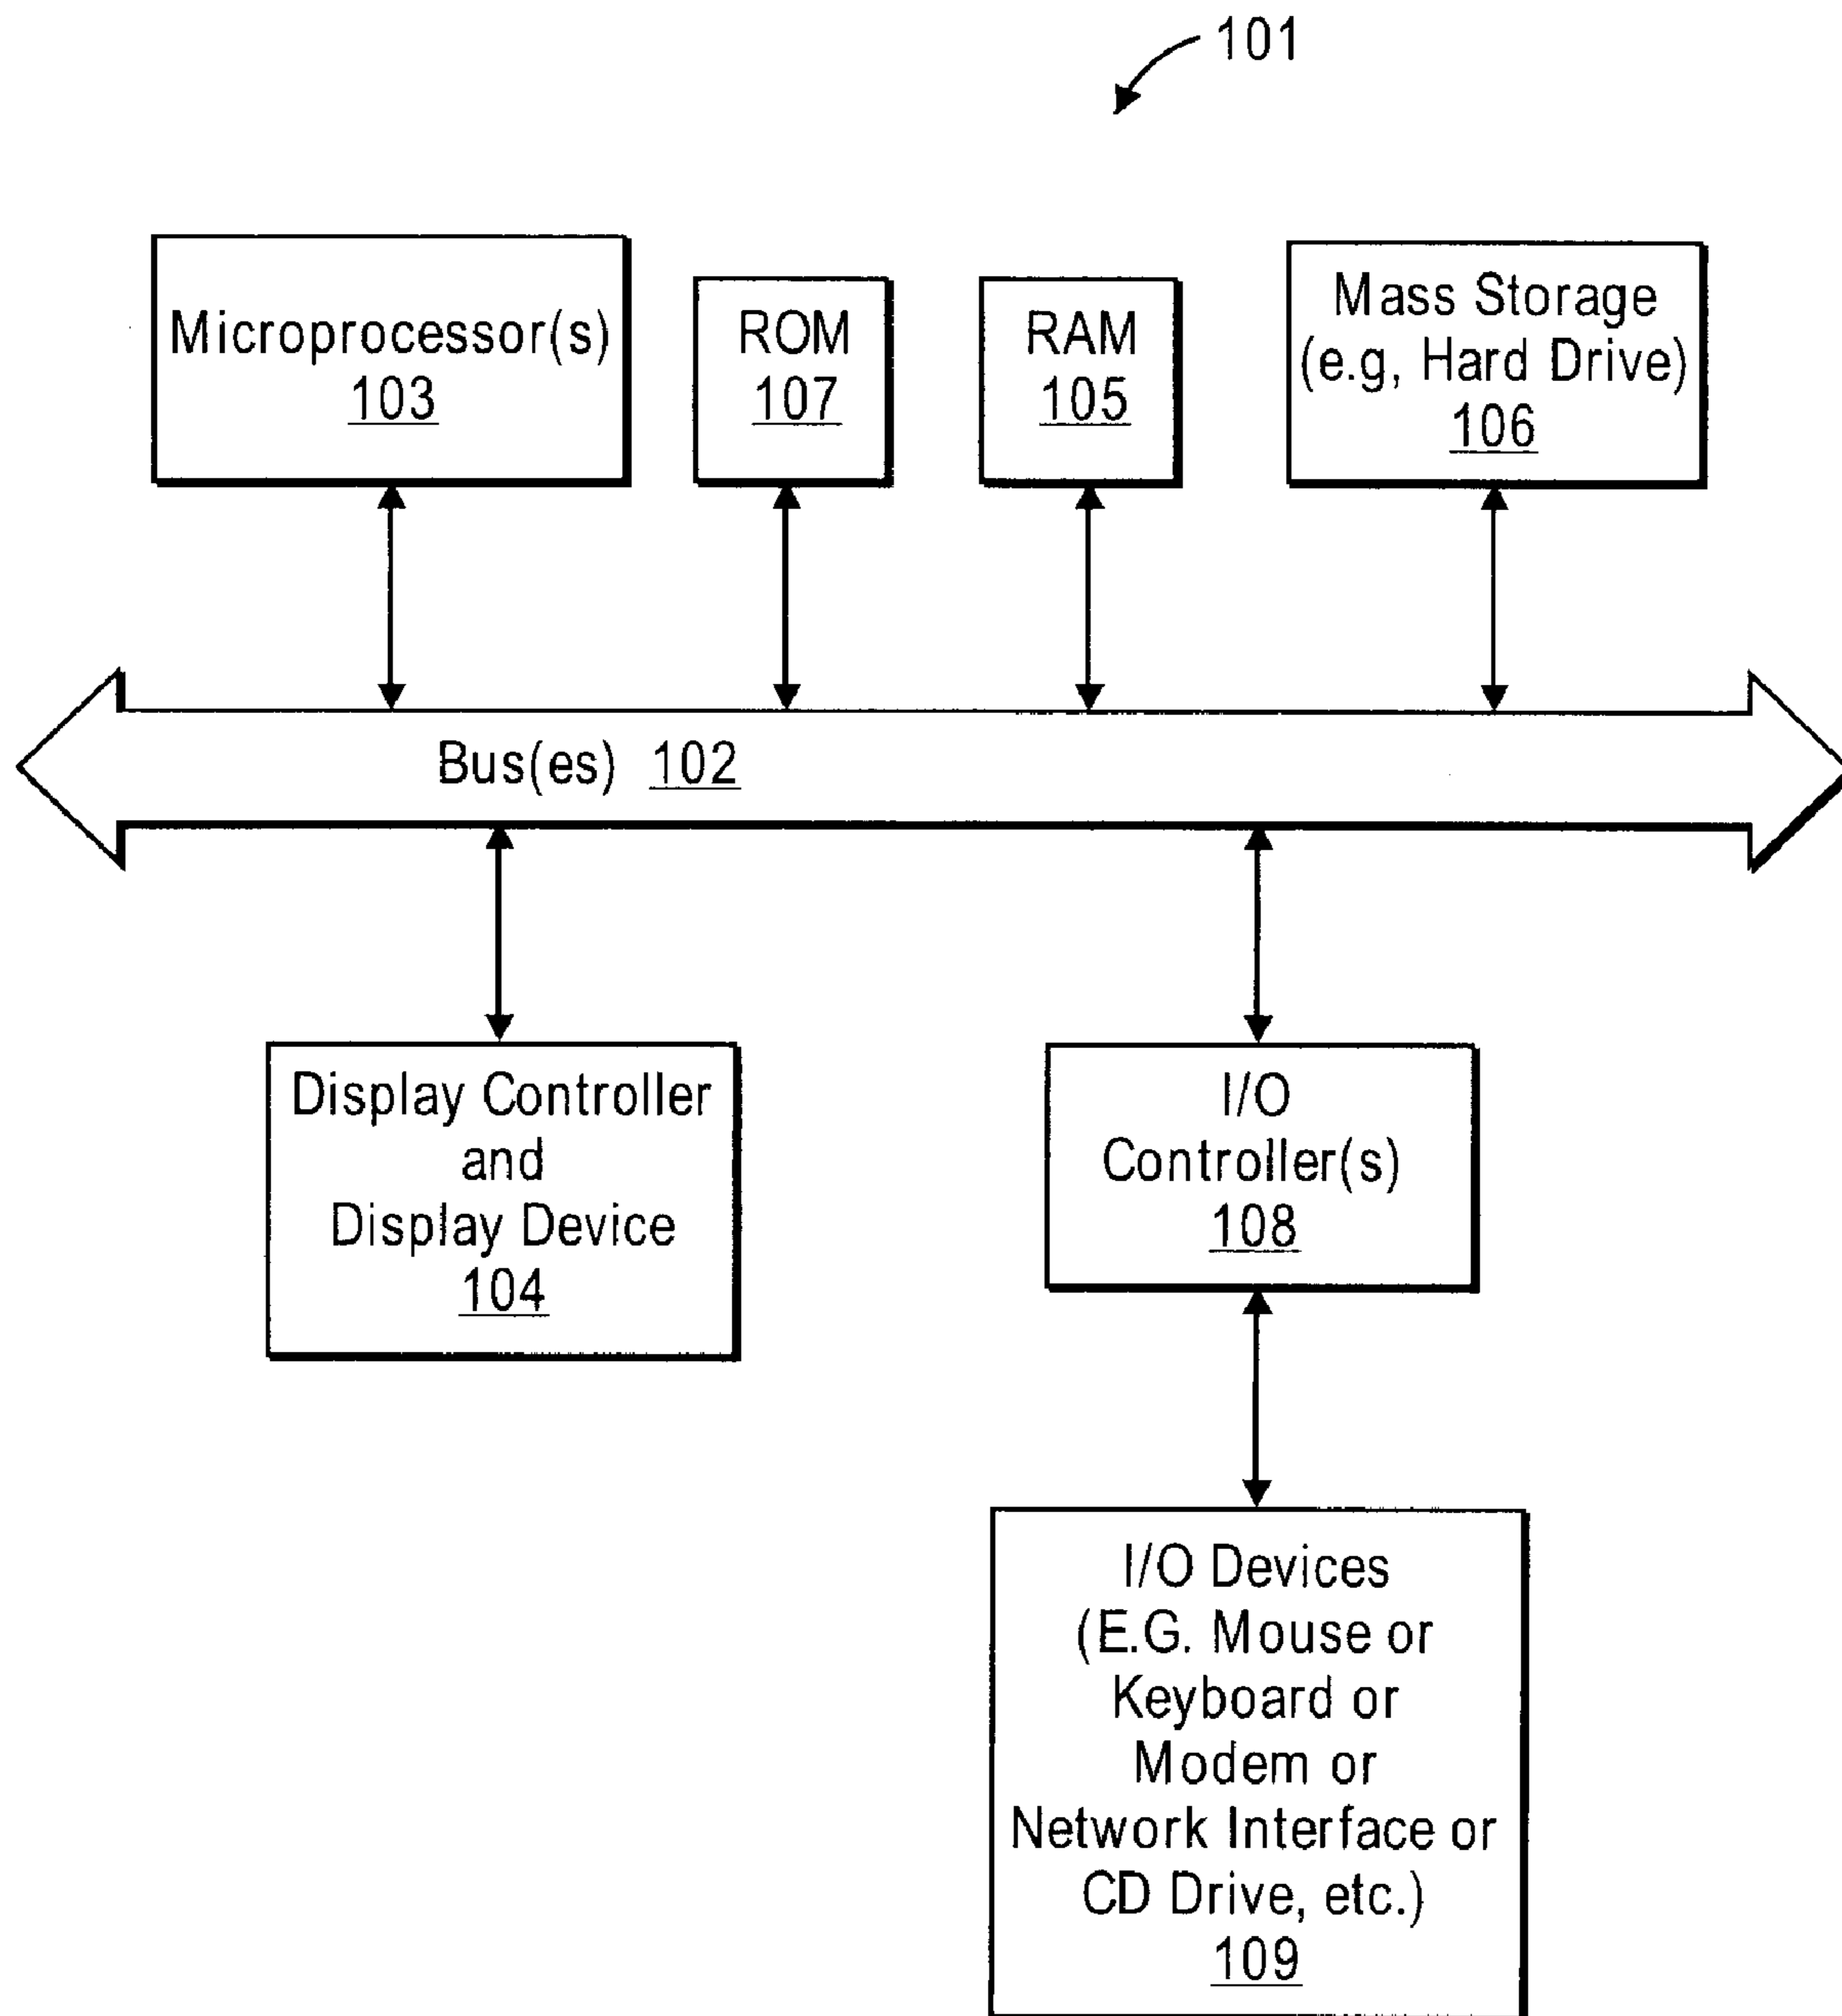 101
Microprocessor(s)
103
ROM
107
RAM
105
Mass Storage
(e.g, Hard Drive)
106
Bus(es) 102
Display Controller
and
Display Device
104
I/O
Controller(s)
108
I/O Devices
(E.G. Mouse or
Keyboard or
Modem or
Network Interface or
CD Drive, etc.)
109